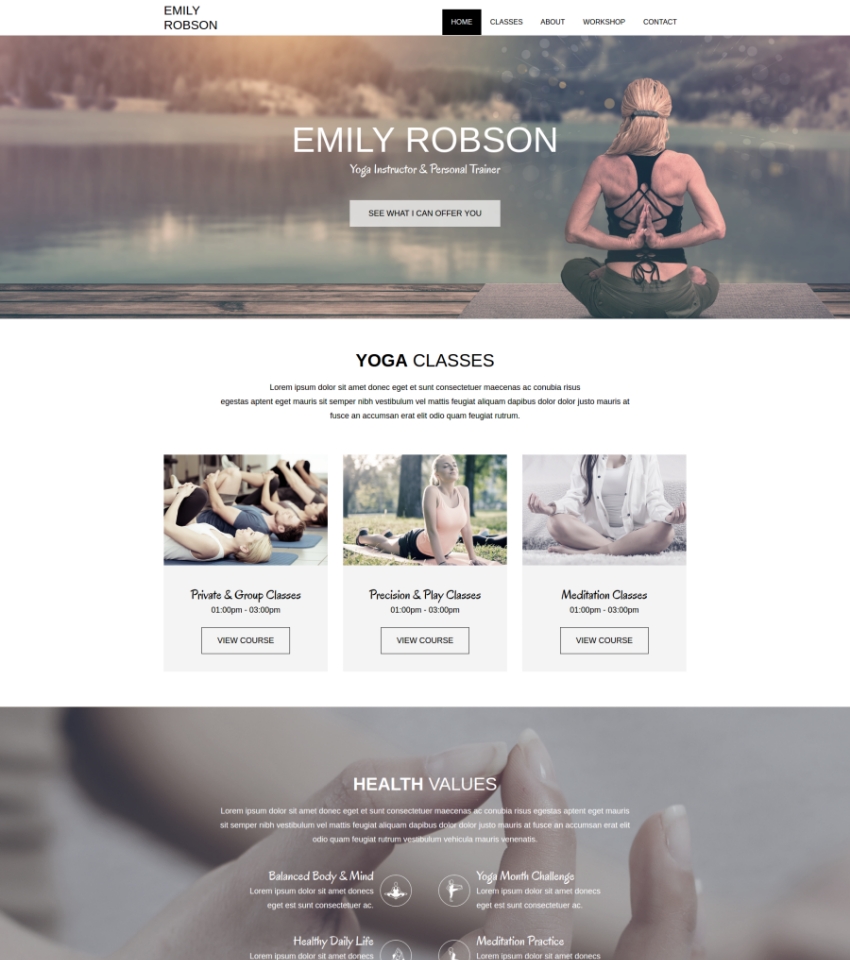 EMILY
ROBSON
HOME CLASSES ABOUT WORKSHOP CONTACT
EMILY ROBSON
Yoga Instructor & Personal Trainer
SEE WHAT I CAN OFFER YOU
YOGA CLASSES
Lorem ipsum dolor sit amet donec eget et sunt consectetuer maecenas ac conubia risus
egestas aptent eget mauris sit semper nibh vestibulum vel mattis feugiat aliquam dapibus dolor dolor justo mauris at
fusce an accumsan erat elit odio quam feugiat rutrum.
Private & Group Classes
01:00pm - 03:00pm
VIEW COURSE
Precision & Play Classes
01:00pm - 03:00pm
VIEW COURSE
Meditation Classes
01:00pm - 03:00pm
VIEW COURSE
HEALTH VALUES
Lorem ipsum dolor sit amet donec eget et sunt consectetuer maecenas ac conubia risus egestas aptent eget mauris
sit semper nibh vestibulum vel mattis feugiat aliquam dapibus dolor dolor justo mauris at fusce an accumsan erat elit
odio quam feugiat rutrum vestibulum vehicula mauris venenatis.
Balanced Body & Mind
Lorem ipsum dolor sit amet donecs
eget est sunt consectetuer ac.
Yoga Month Challenge
Lorem ipsum dolor sit amet donecs
eget est sunt consectetuer ac.
Healthy Daily Life
Lorem ipsum dolor sit amet donecs
Meditation Practice
Lorem ipsum dolor sit amet donecs